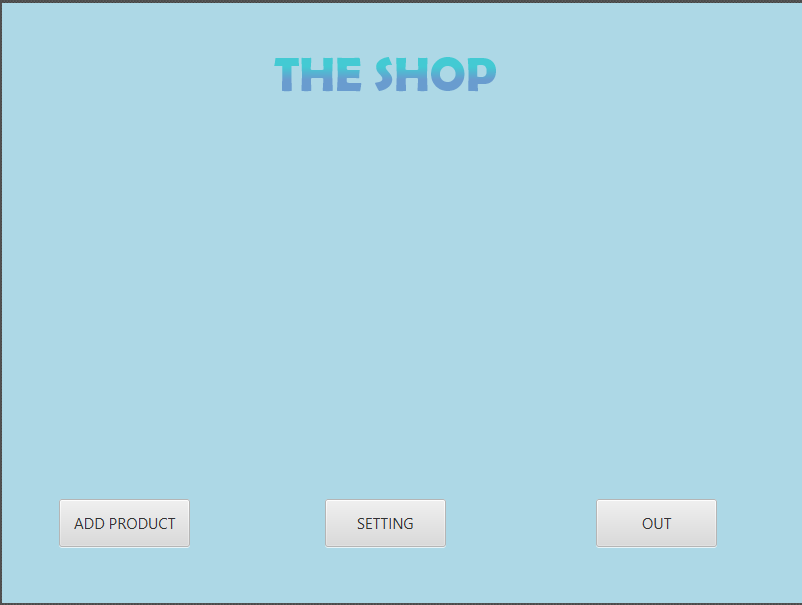 THE SHOP
ADD PRODUCT
SETTING
OUT